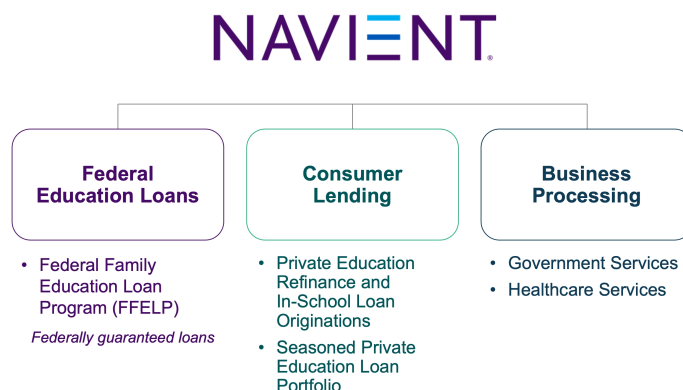 NAVIENT®
Federal
Education Loans
Consumer
Lending
Business
Processing
• Federal Family
Education Loan
Program (FFELP)
Federally guaranteed loans
• Private Education
Refinance and
In-School Loan
Originations
• Seasoned Private
Education Loan
Portfolio
• Government Services
• Healthcare Services